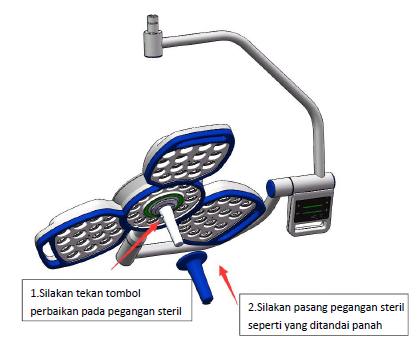 1.Silakan tekan tombol
perbaikan pada pegangan steril
2.Silakan pasang pegangan steril
seperti yang ditandai panah